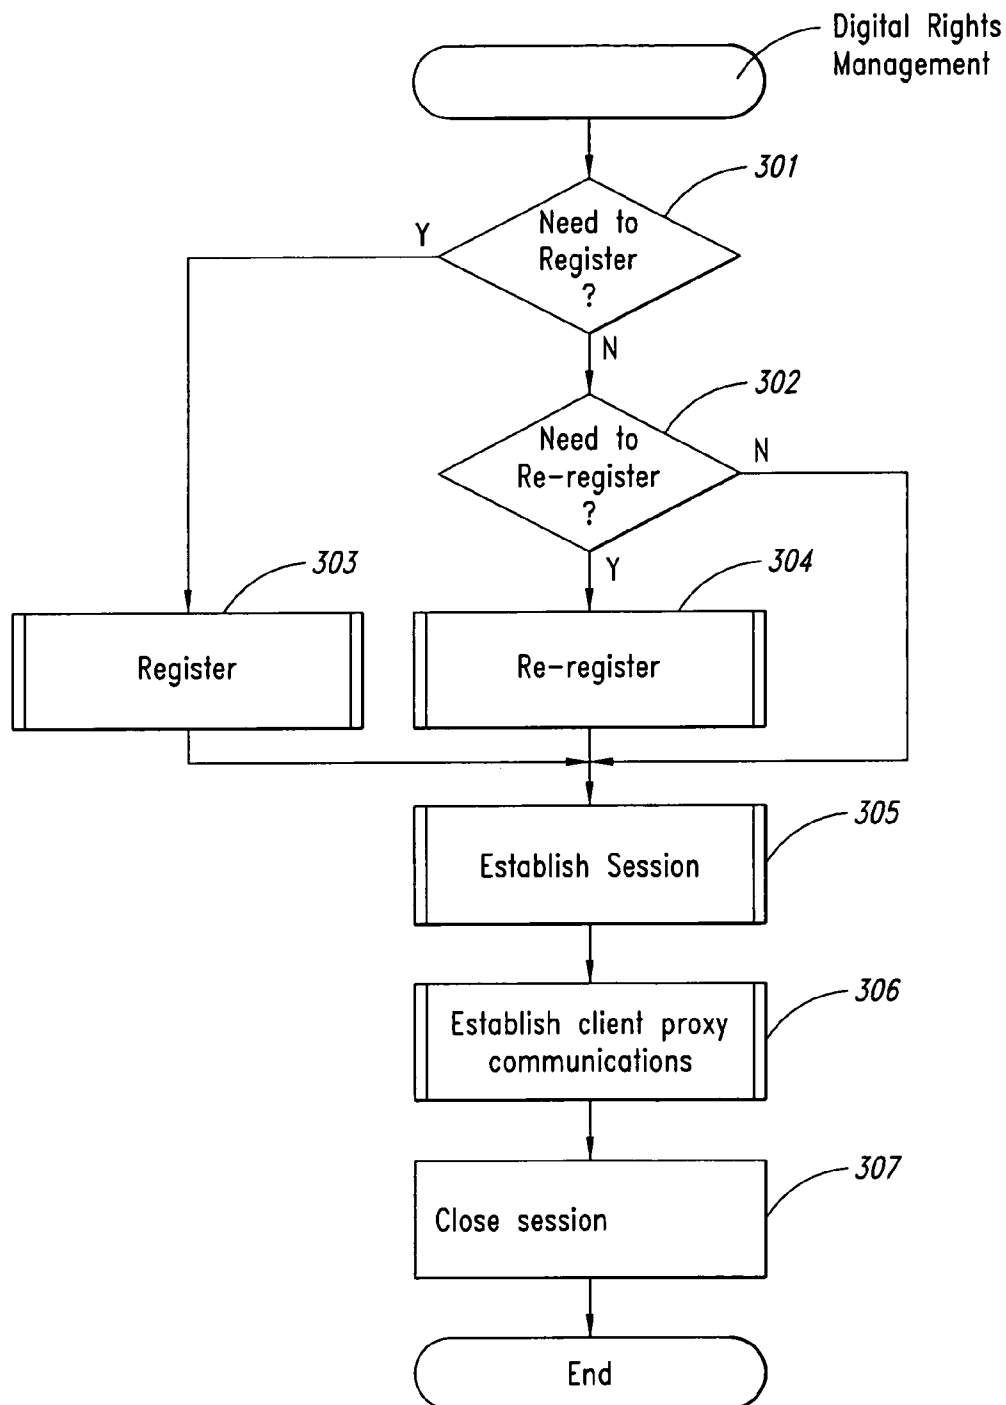 Digital Rights
Management
301
Need to
Register
?
Y
N
302
Need to
Re-register
?
N
Y
303
Register
304
Re-register
305
Establish Session
306
Establish client proxy
communications
307
Close session
End